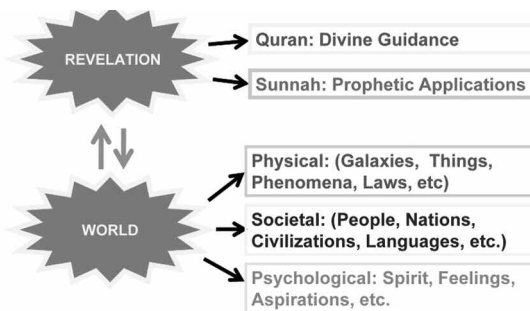 REVELATION
Quran: Divine Guidance
Sunnah: Prophetic Applications
WORLD
Physical: (Galaxies, Things,
Phenomena, Laws, etc)
Societal: (People, Nations,
Civilizations, Languages, etc.)
Psychological: Spirit, Feelings,
Aspirations, etc.